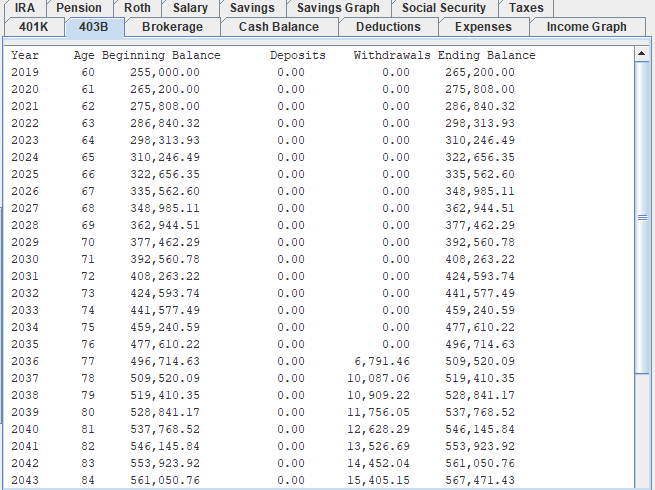 IRA Pension Roth Salary Savings Savings Graph Social Security Taxes
401K 403B Brokerage Cash Balance Deductions Expenses Income Graph
Year Age Beginning Balance Deposits Withdrawals Ending Balance
2019 60 255,000.00 0.00 0.00 265,200.00
2020 61 265,200.00 0.00 0.00 275,808.00
2021 62 275,808.00 0.00 0.00 286,840.32
2022 63 286,840.32 0.00 0.00 298,313.93
2023 64 298,313.93 0.00 0.00 310,246.49
2024 65 310,246.49 0.00 0.00 322,656.35
2025 66 322,656.35 0.00 0.00 335,562.60
2026 67 335,562.60 0.00 0.00 348,985.11
2027 68 348,985.11 0.00 0.00 362,944.51
2028 69 362,944.51 0.00 0.00 377,462.29
2029 70 377,462.29 0.00 0.00 392,560.78
2030 71 392,560.78 0.00 0.00 408,263.22
2031 72 408,263.22 0.00 0.00 424,593.74
2032 73 424,593.74 0.00 0.00 441,577.49
2033 74 441,577.49 0.00 0.00 459,240.59
2034 75 459,240.59 0.00 0.00 477,610.22
2035 76 477,610.22 0.00 0.00 496,714.63
2036 77 496,714.63 0.00 6,791.46 509,520.09
2037 78 509,520.09 0.00 10,087.06 519,410.35
2038 79 519,410.35 0.00 10,909.22 528,841.17
2039 80 528,841.17 0.00 11,756.05 537,768.52
2040 81 537,768.52 0.00 12,628.29 546,145.84
2041 82 546,145.84 0.00 13,526.69 553,923.92
2042 83 553,923.92 0.00 14,452.04 561,050.76
2043 84 561,050.76 0.00 15,405.15 567,471.43